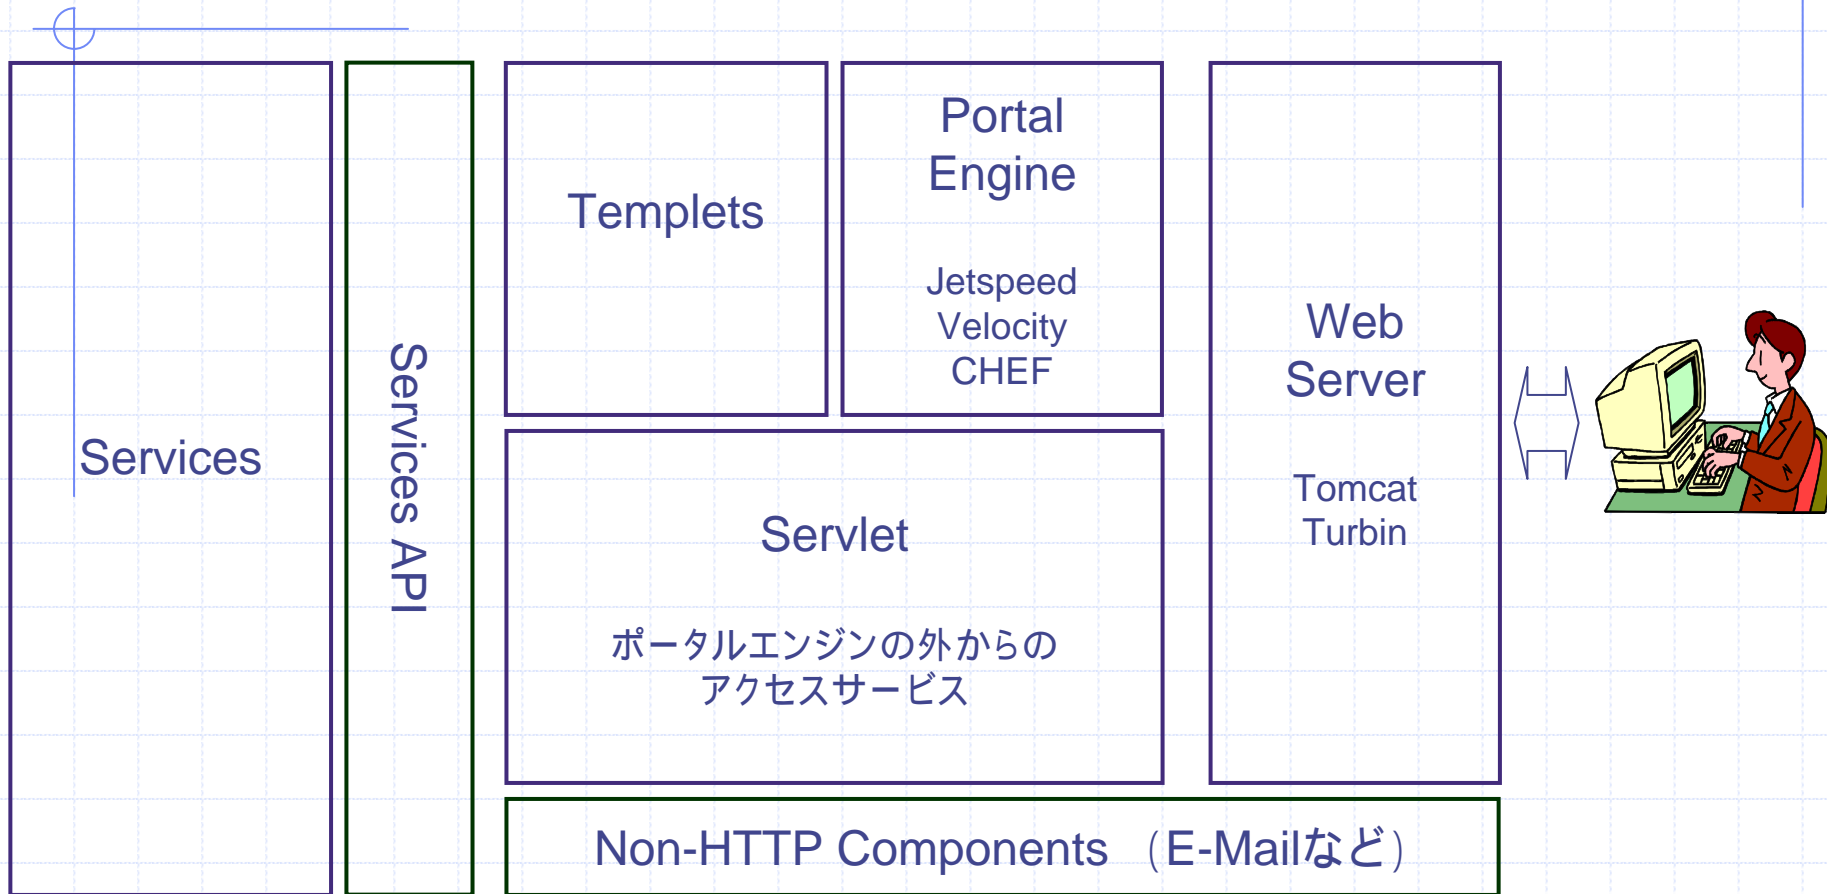 Services
Services API
Templets
Portal
Engine
Jetspeed
Velocity
CHEF
Servlet
ポータルエンジンの外からの
アクセスサービス
Web
Server
Tomcat
Turbin
Non-HTTP Components （E-Mailなど）